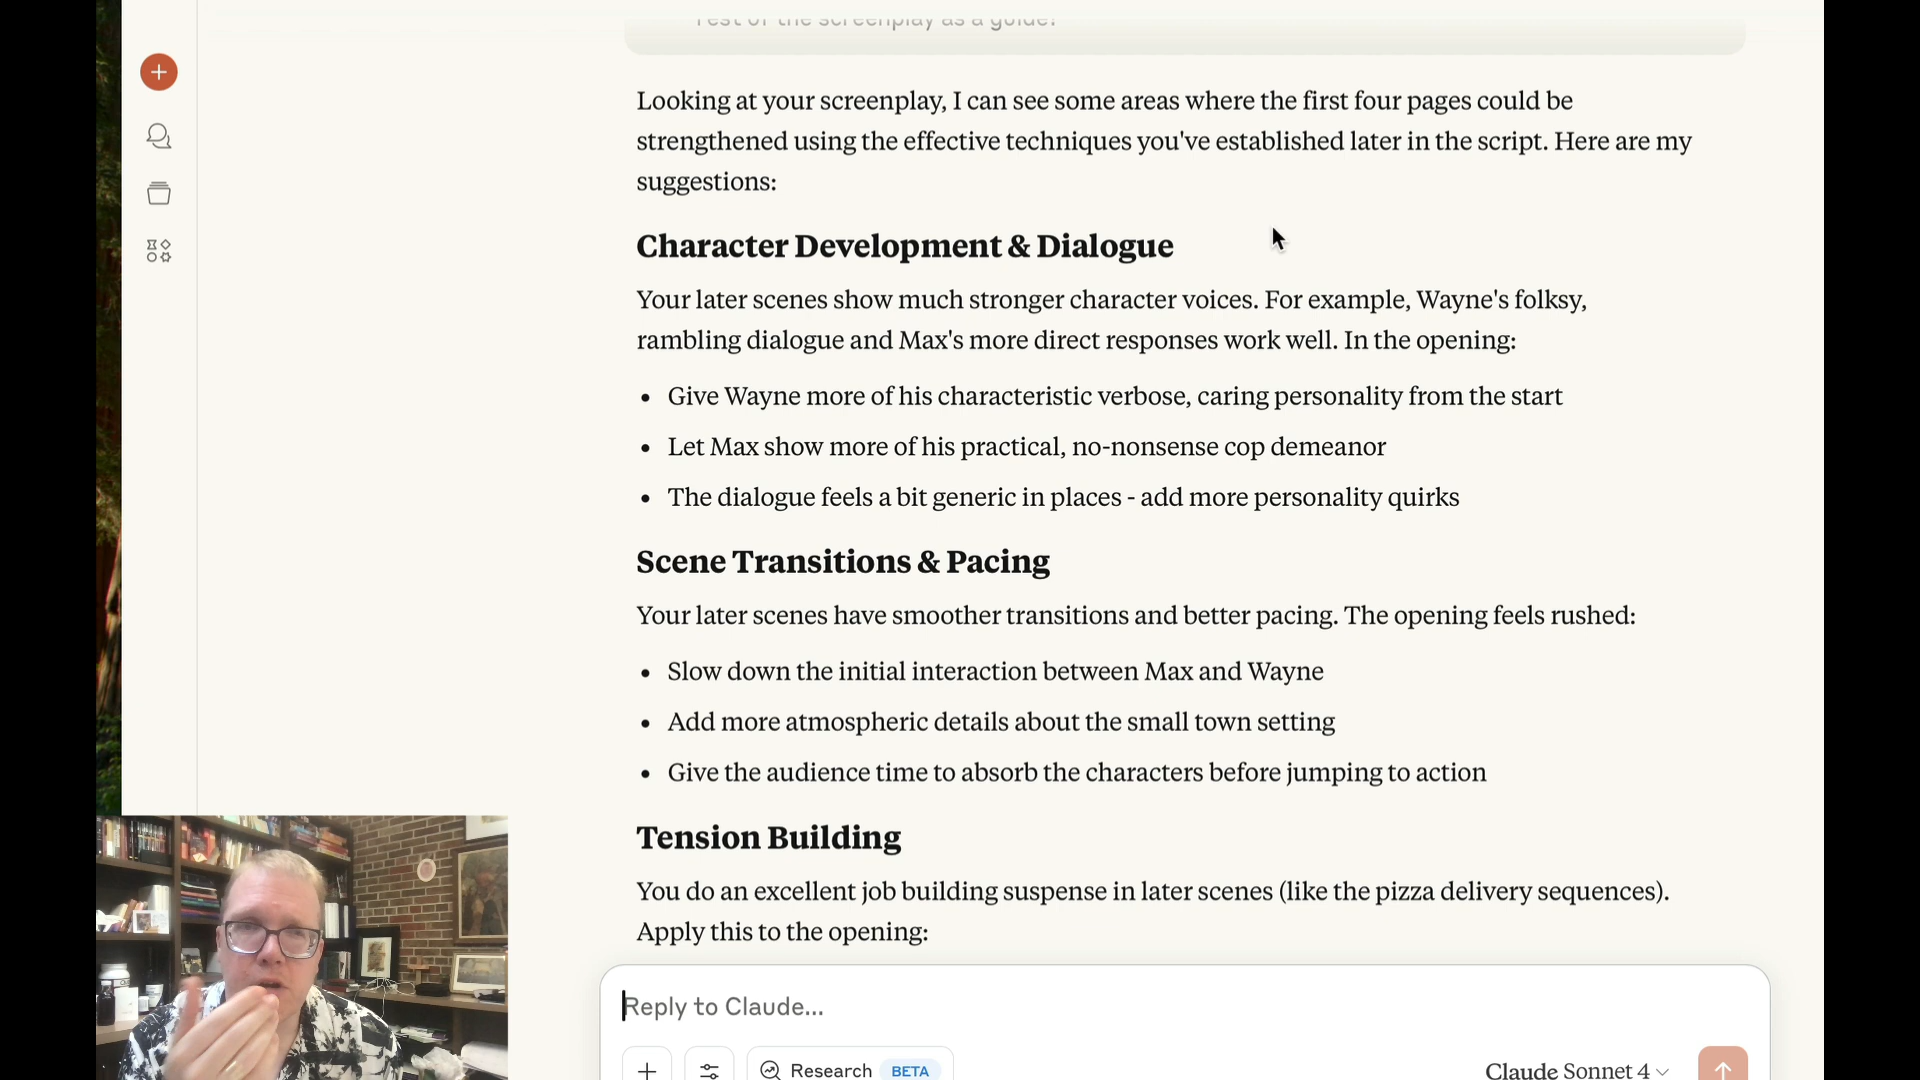 rest of the screenplay as a guide?
Looking at your screenplay, I can see some areas where the first four pages could be
strengthened using the effective techniques you've established later in the script. Here are my
suggestions:
Character Development & Dialogue
Your later scenes show much stronger character voices. For example, Wayne's folksy,
rambling dialogue and Max's more direct responses work well. In the opening:
• Give Wayne more of his characteristic verbose, caring personality from the start
• Let Max show more of his practical, no-nonsense cop demeanor
• The dialogue feels a bit generic in places - add more personality quirks
Scene Transitions & Pacing
Your later scenes have smoother transitions and better pacing. The opening feels rushed:
• Slow down the initial interaction between Max and Wayne
• Add more atmospheric details about the small town setting
• Give the audience time to absorb the characters before jumping to action
Tension Building
You do an excellent job building suspense in later scenes (like the pizza delivery sequences).
Apply this to the opening:
Reply to Claude...
Research BETA
Claude Sonnet 4